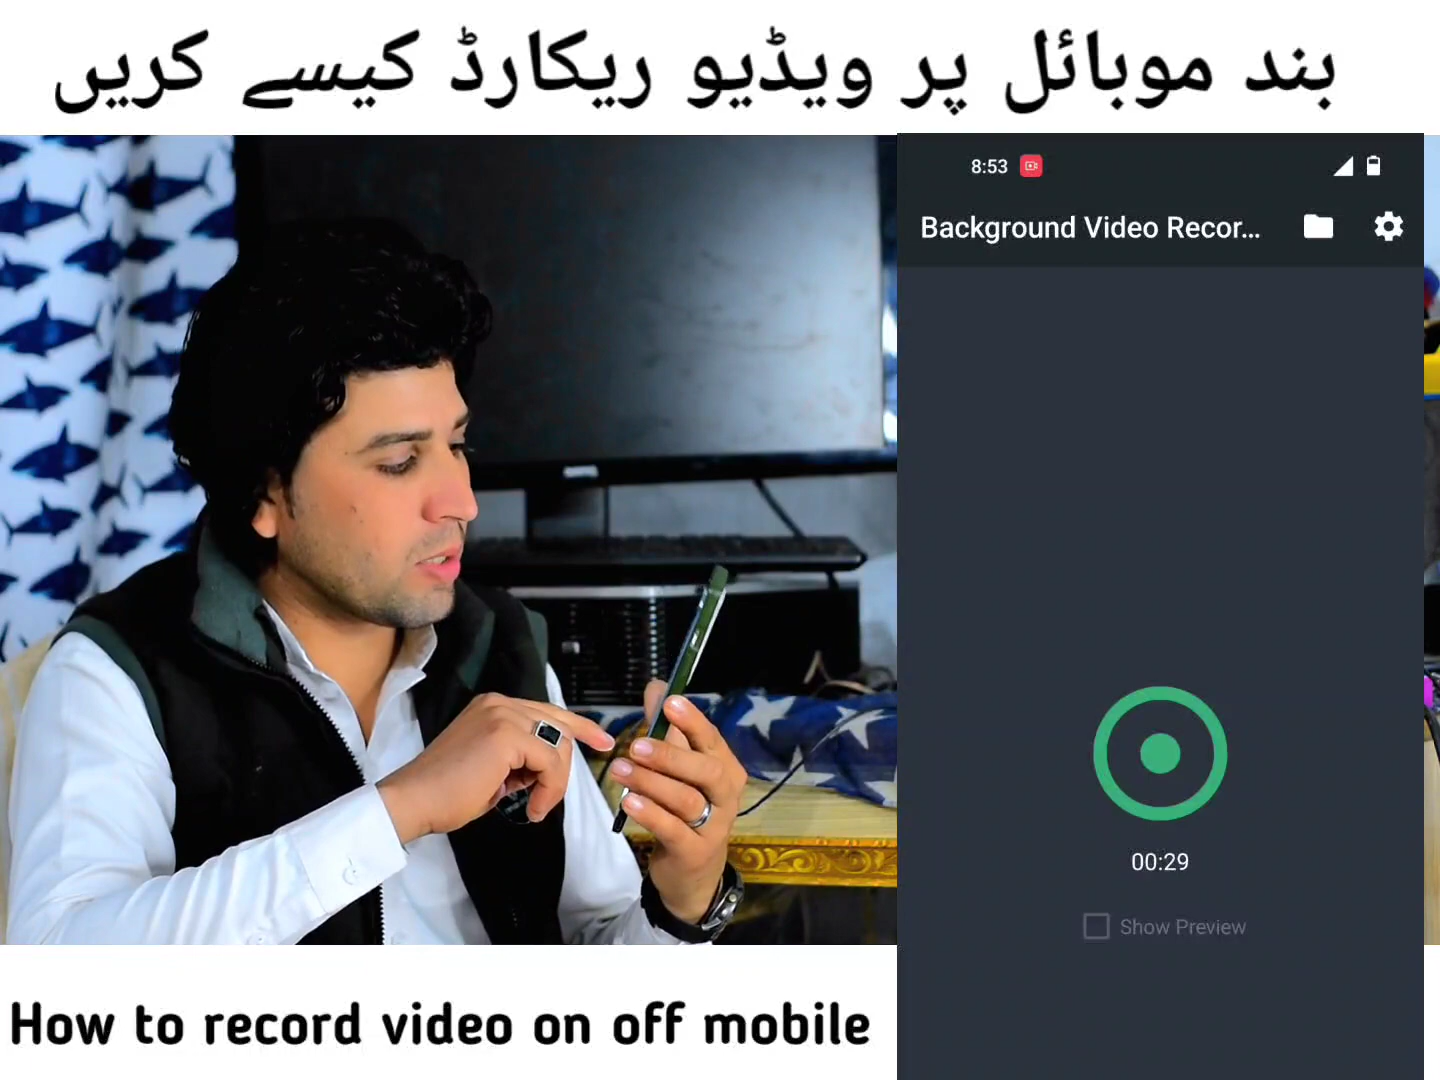 بند موبائل پر ویڈیو ریکارڈ کیسے کریں
8:53
Background Video Recor...
00:29
Show Preview
How to record video on off mobile